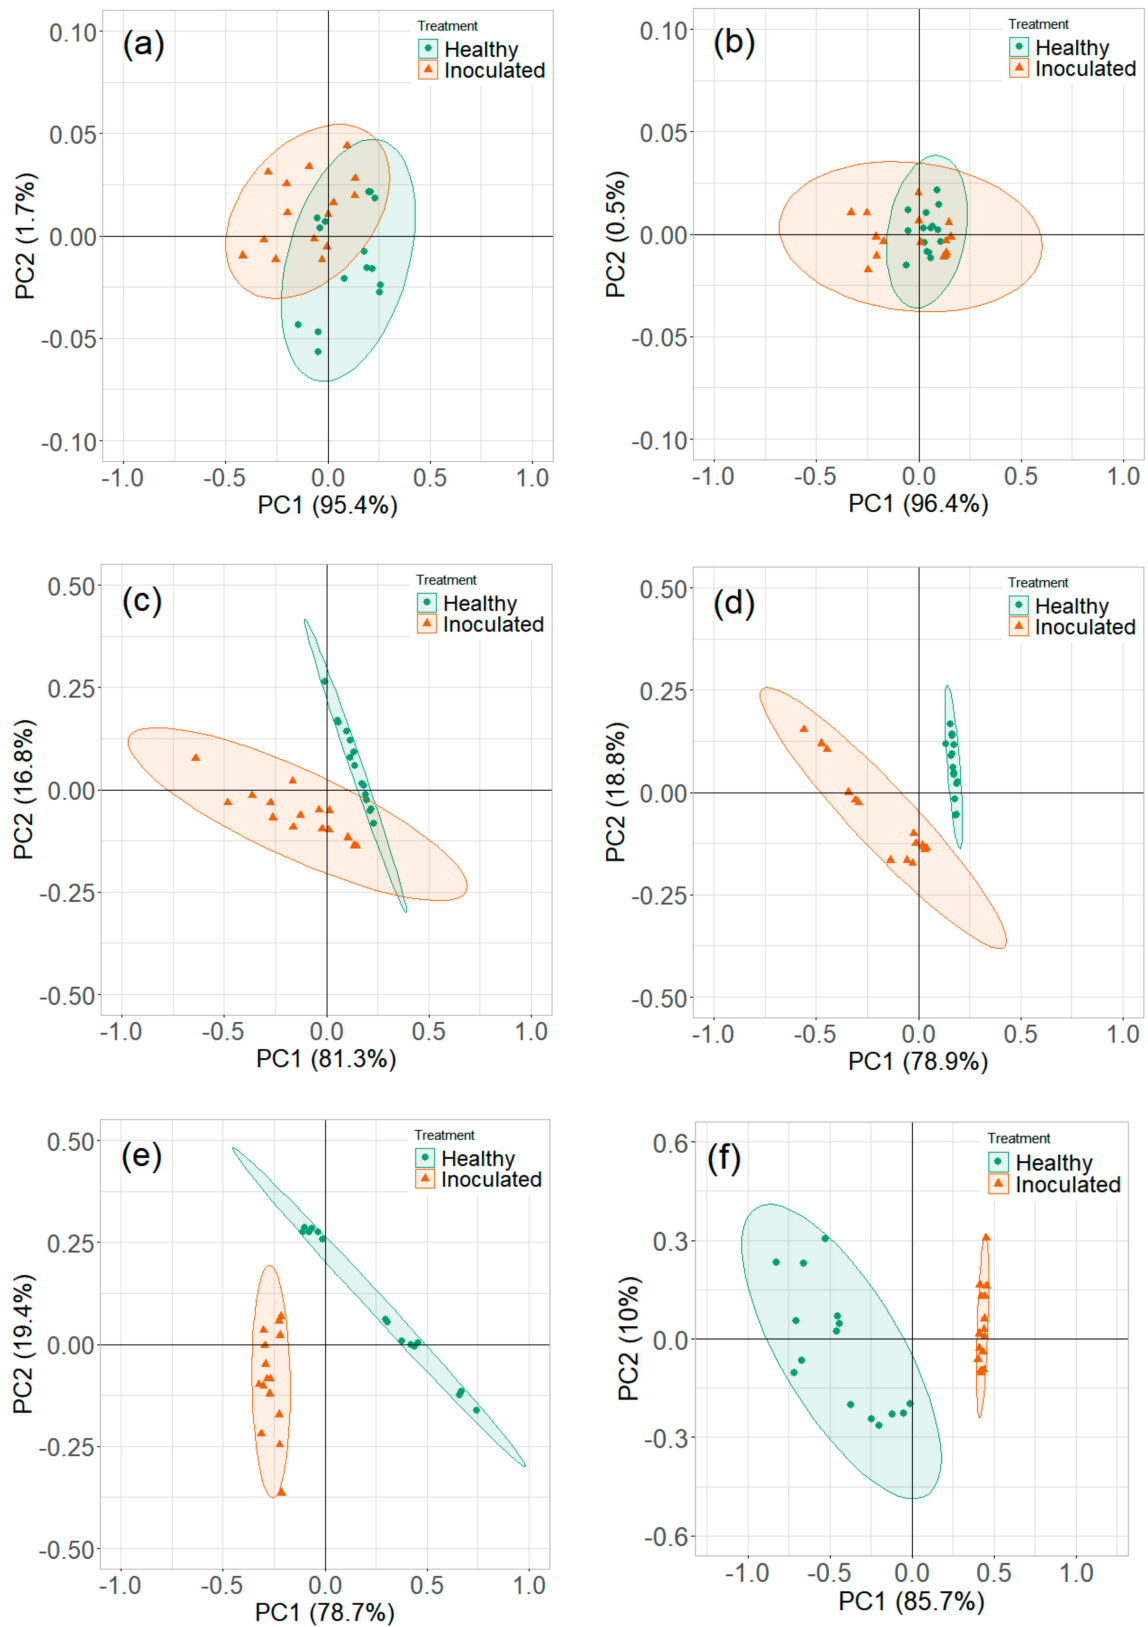 (a)
Treatment
Healthy
Inoculated
0.10
0.05
0.00
-0.05
-0.10
PC2 (1.7%)
-1.0 -0.5 0.0 0.5 1.0
PC1 (95.4%)
(b)
Treatment
Healthy
Inoculated
0.10
0.05
0.00
-0.05
-0.10
PC2 (0.5%)
-1.0 -0.5 0.0 0.5 1.0
PC1 (96.4%)
(c)
Treatment
Healthy
Inoculated
0.50
0.25
0.00
-0.25
-0.50
PC2 (16.8%)
-1.0 -0.5 0.0 0.5 1.0
PC1 (81.3%)
(d)
Treatment
Healthy
Inoculated
0.50
0.25
0.00
-0.25
-0.50
PC2 (18.8%)
-1.0 -0.5 0.0 0.5 1.0
PC1 (78.9%)
(e)
Treatment
Healthy
Inoculated
0.50
0.25
0.00
-0.25
-0.50
PC2 (19.4%)
-1.0 -0.5 0.0 0.5 1.0
PC1 (78.7%)
(f)
Treatment
Healthy
Inoculated
0.6
0.3
0.0
-0.3
-0.6
PC2 (10%)
-1.0 -0.5 0.0 0.5 1.0
PC1 (85.7%)